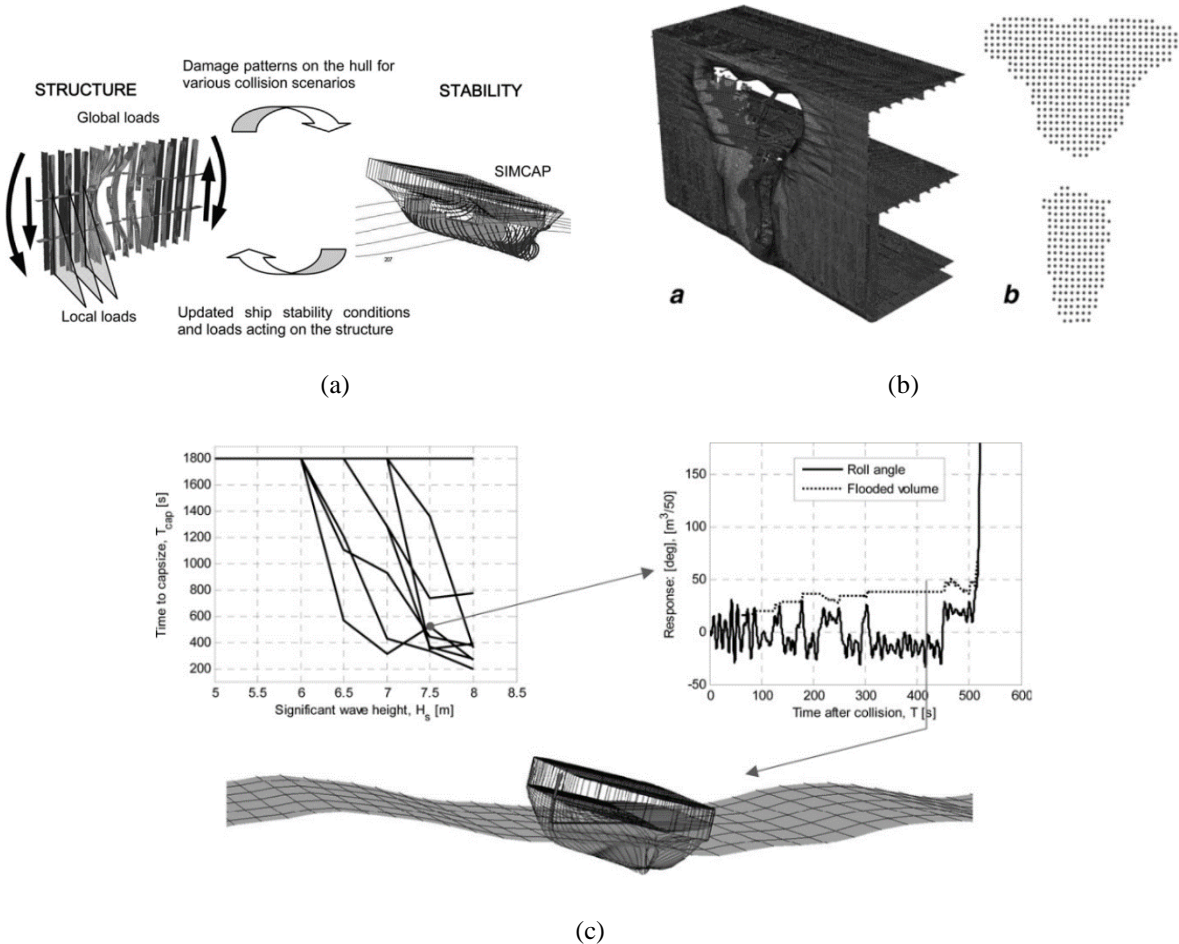 Damage patterns on the hull for
various collision scenarios
STRUCTURE
STABILITY
Global loads
SIMCAP
207
Local loads
Updated ship stability conditions
and loads acting on the structure
(a)
a
b
(b)
Time to capsize, T_cap [s]
1800
1600
1400
1200
1000
800
600
400
200
5
5.5
6
6.5
7
7.5
8
8.5
Significant wave height, H_s [m]
Response: [deg], [m³/50]
150
100
50
0
-50
Roll angle
Flooded volume
0
100
200
300
400
500
600
Time after collision, T [s]
(c)